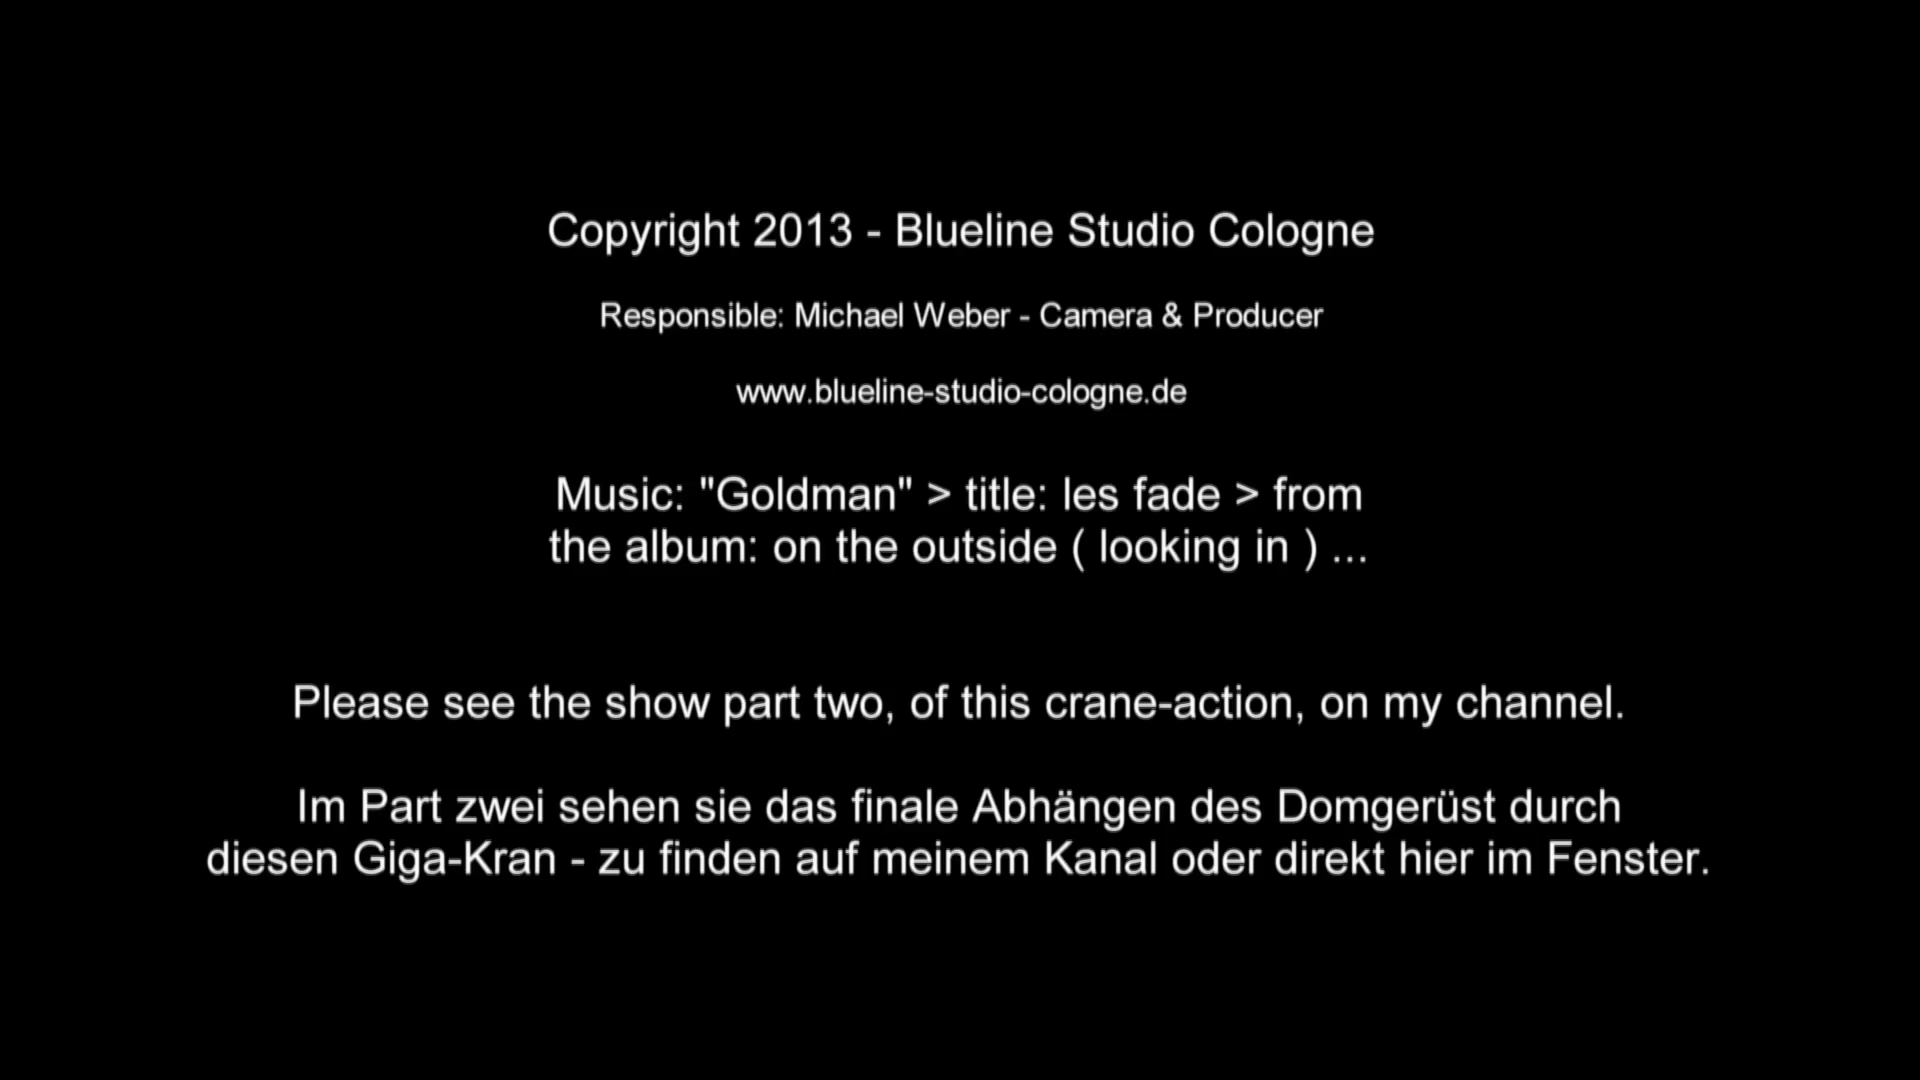 Copyright 2013 - Blueline Studio Cologne
Responsible: Michael Weber - Camera & Producer
www.blueline-studio-cologne.de
Music: "Goldman" > title: les fade > from
the album: on the outside ( looking in ) ...
Please see the show part two, of this crane-action, on my channel.
Im Part zwei sehen sie das finale Abhängen des Domgerüst durch
diesen Giga-Kran - zu finden auf meinem Kanal oder direkt hier im Fenster.